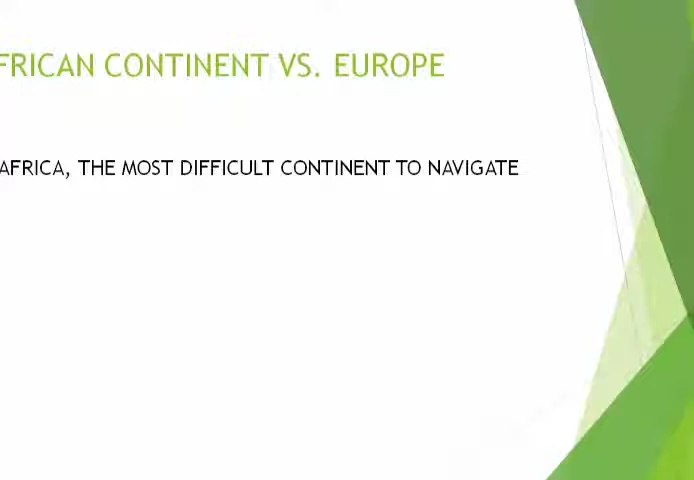 FRICAN CONTINENT VS. EUROPE
AFRICA, THE MOST DIFFICULT CONTINENT TO NAVIGATE